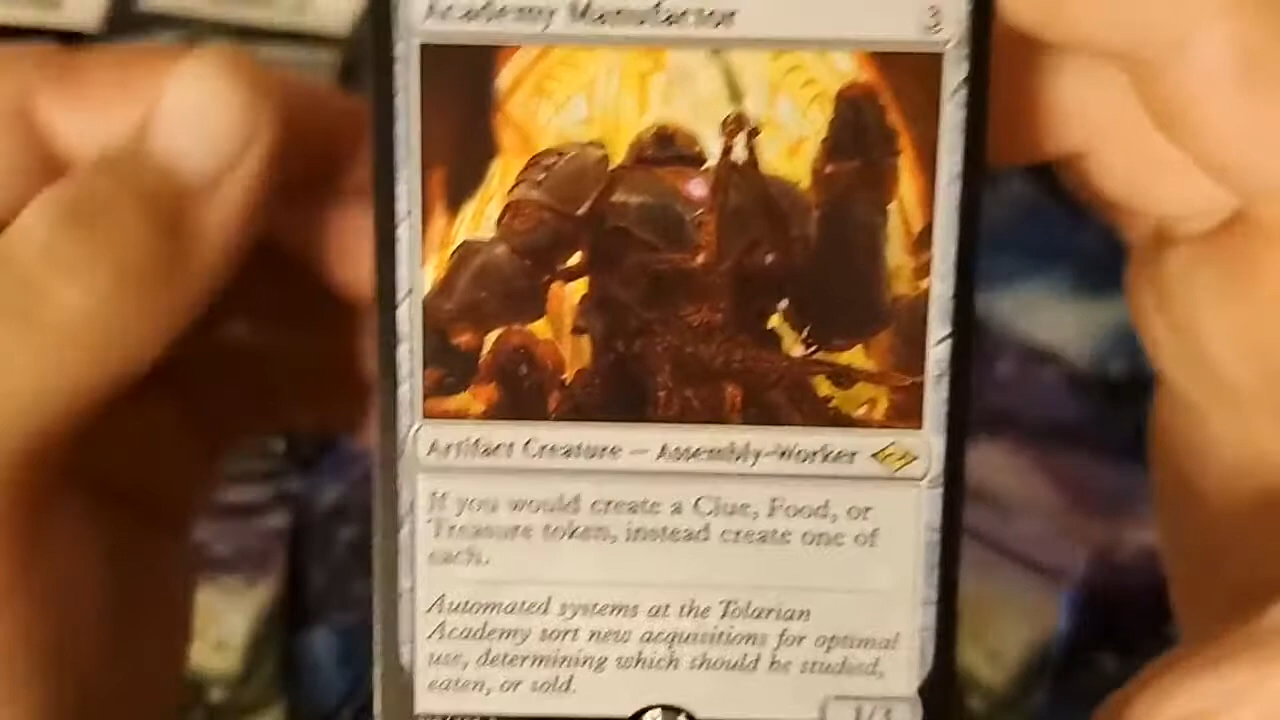 Academy Manufactor 3
Artifact Creature — Assembly-Worker
If you would create a Clue, Food, or
Treasure token, instead create one of
each.
Automated systems at the Tolarian
Academy sort new acquisitions for optimal
use, determining which should be studied,
eaten, or sold.
1/3